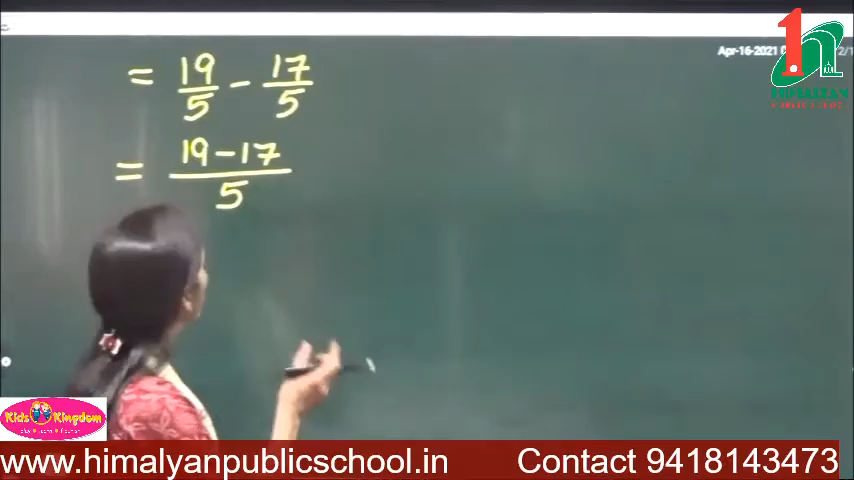 Apr-16-2021
= 19/5 - 17/5
= 19-17/5
Kids Kingdom
www.himalyanpublicschool.in Contact 9418143473